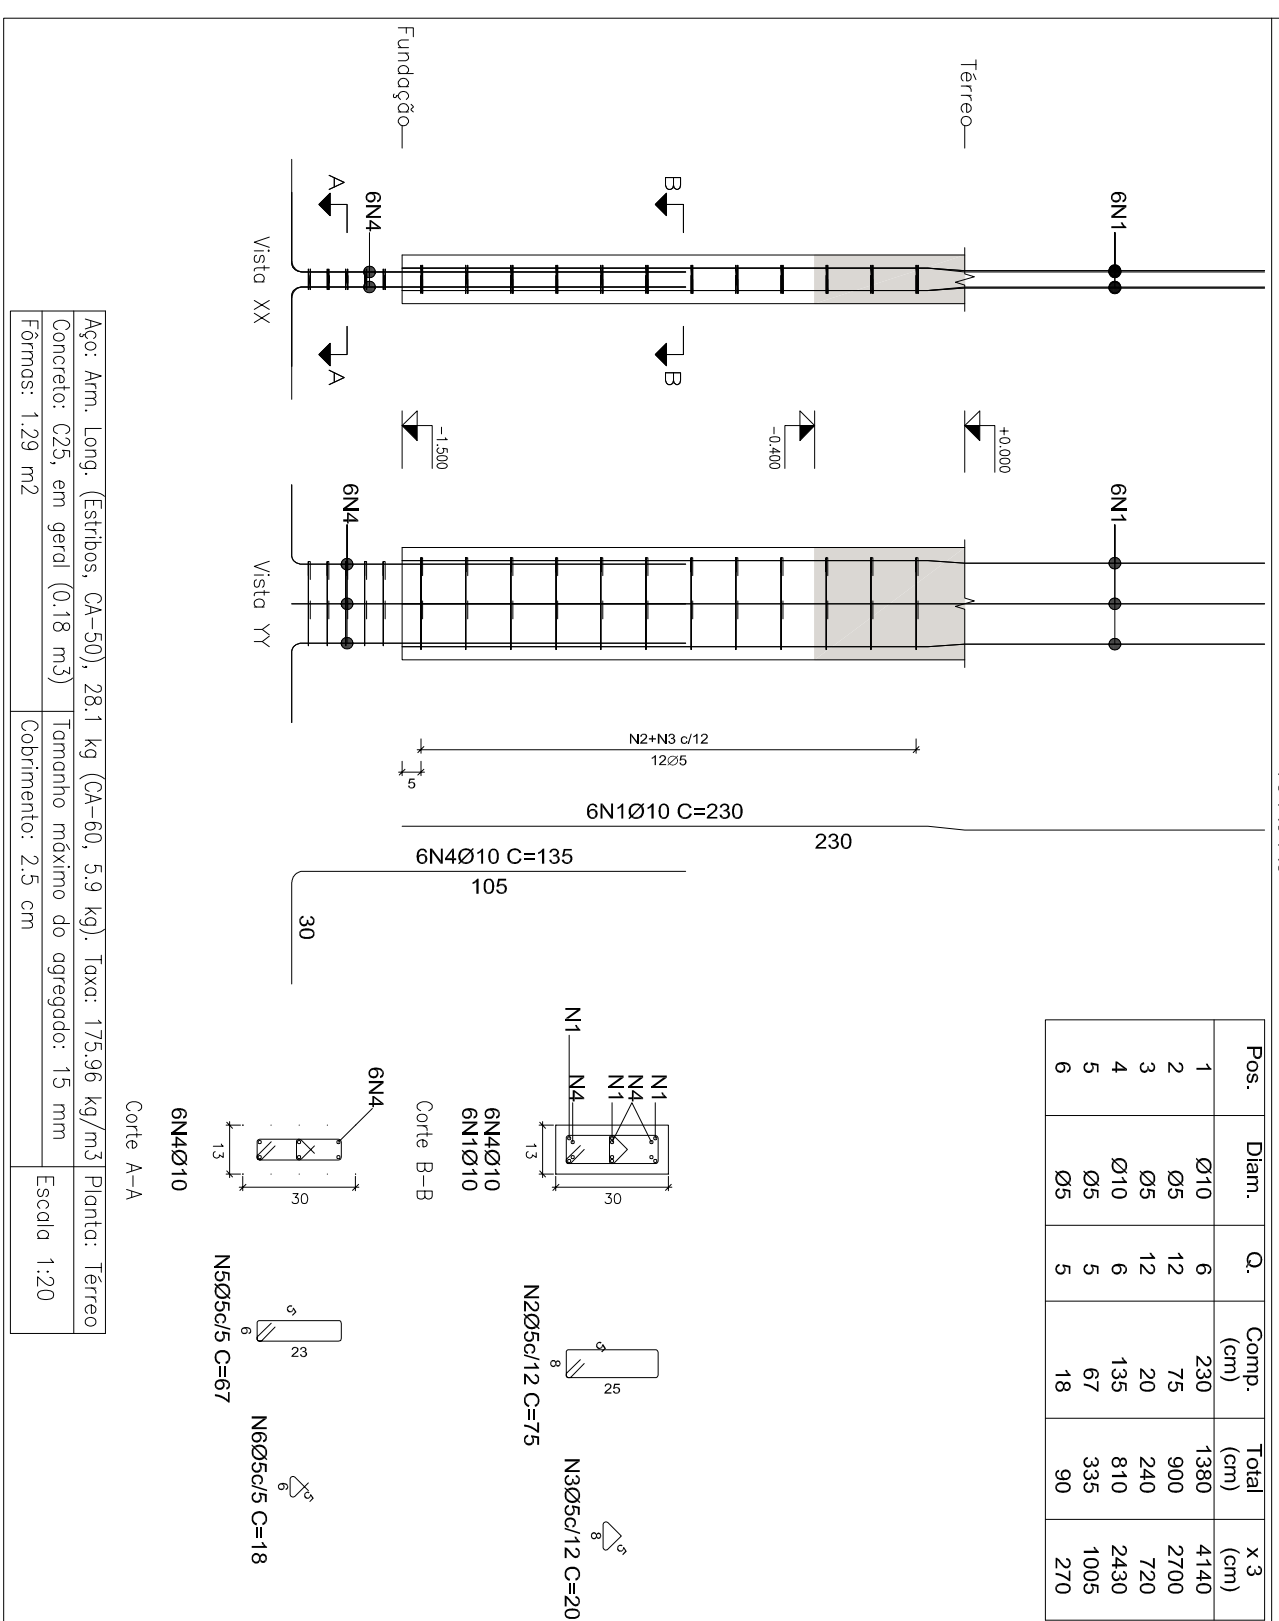 Pos. Diam. Q. Comp. (cm) Total (cm) x 3 (cm)
1 Ø10 6 230 1380 4140
2 Ø5 12 75 900 2700
3 Ø5 12 20 240 720
4 Ø10 6 135 810 2430
5 Ø5 5 67 335 1005
6 Ø5 5 18 90 270
Térreo
6N1
6N1
+0.000
-0.400
-1.500
Fundação
B
B
A
A
6N4
6N4
Vista XX
Vista YY
N2+N3 c/12
12Ø5
5
6N1Ø10 C=230
230
6N4Ø10 C=135
105
30
N1
N4
N1
N4
N1
13
30
6N4Ø10
6N1Ø10
Corte B-B
25
8
5
N2Ø5c/12 C=75
5
8
N3Ø5c/12 C=20
6N4
13
30
6N4Ø10
Corte A-A
5
23
6
N5Ø5c/5 C=67
5
6
N6Ø5c/5 C=18
Aço: Arm. Long. (Estribos, CA-50), 28.1 kg (CA-60, 5.9 kg). Taxa: 175.96 kg/m3 Planta: Térreo
Concreto: C25, em geral (0.18 m3) Tamanho máximo do agregado: 15 mm Escala 1:20
Fôrmas: 1.29 m2 Cobrimento: 2.5 cm